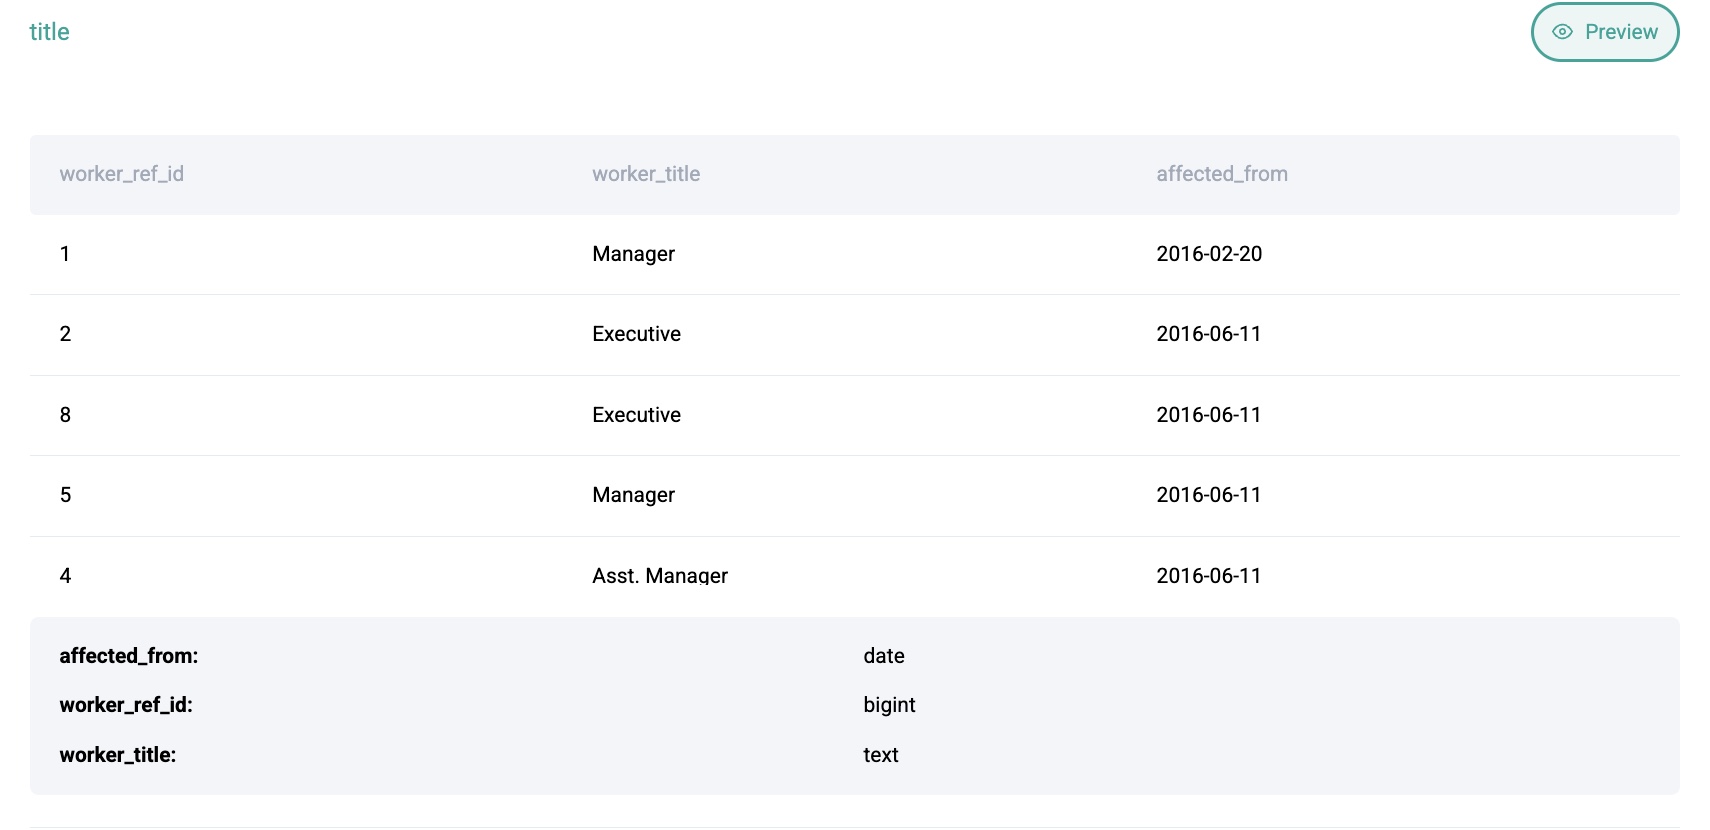 title Preview
worker_ref_id worker_title affected_from
1 Manager 2016-02-20
2 Executive 2016-06-11
8 Executive 2016-06-11
5 Manager 2016-06-11
4 Asst. Manager 2016-06-11
affected_from: date
worker_ref_id: bigint
worker_title: text